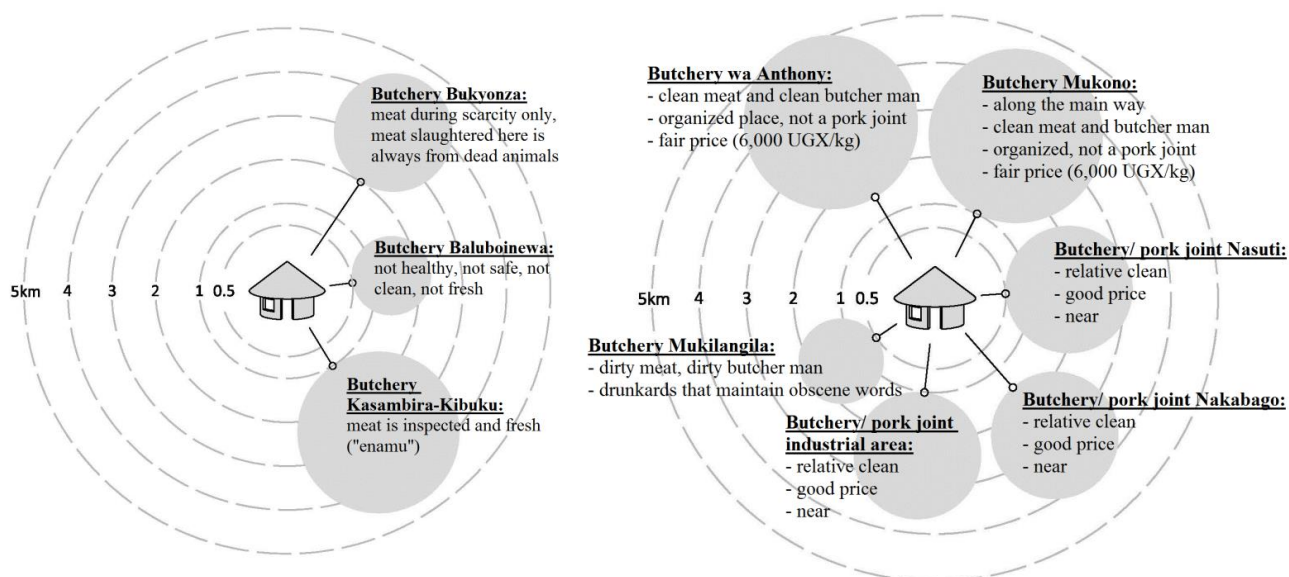 Butchery Bukyonza:
meat during scarcity only,
meat slaughtered here is
always from dead animals
Butchery Baluboinewa:
not healthy, not safe, not
clean, not fresh
5km 4 3 2 1 0.5
Butchery
Kasambira-Kibuku:
meat is inspected and fresh
("enamu")
Butchery wa Anthony:
- clean meat and clean butcher man
- organized place, not a pork joint
- fair price (6,000 UGX/kg)
Butchery Mukono:
- along the main way
- clean meat and butcher man
- organized, not a pork joint
- fair price (6,000 UGX/kg)
Butchery/ pork joint Nasuti:
- relative clean
- good price
- near
5km 4 3 2 1 0.5
Butchery Mukilangila:
- dirty meat, dirty butcher man
- drunkards that maintain obscene words
Butchery/ pork joint
industrial area:
- relative clean
- good price
- near
Butchery/ pork joint Nakabago:
- relative clean
- good price
- near